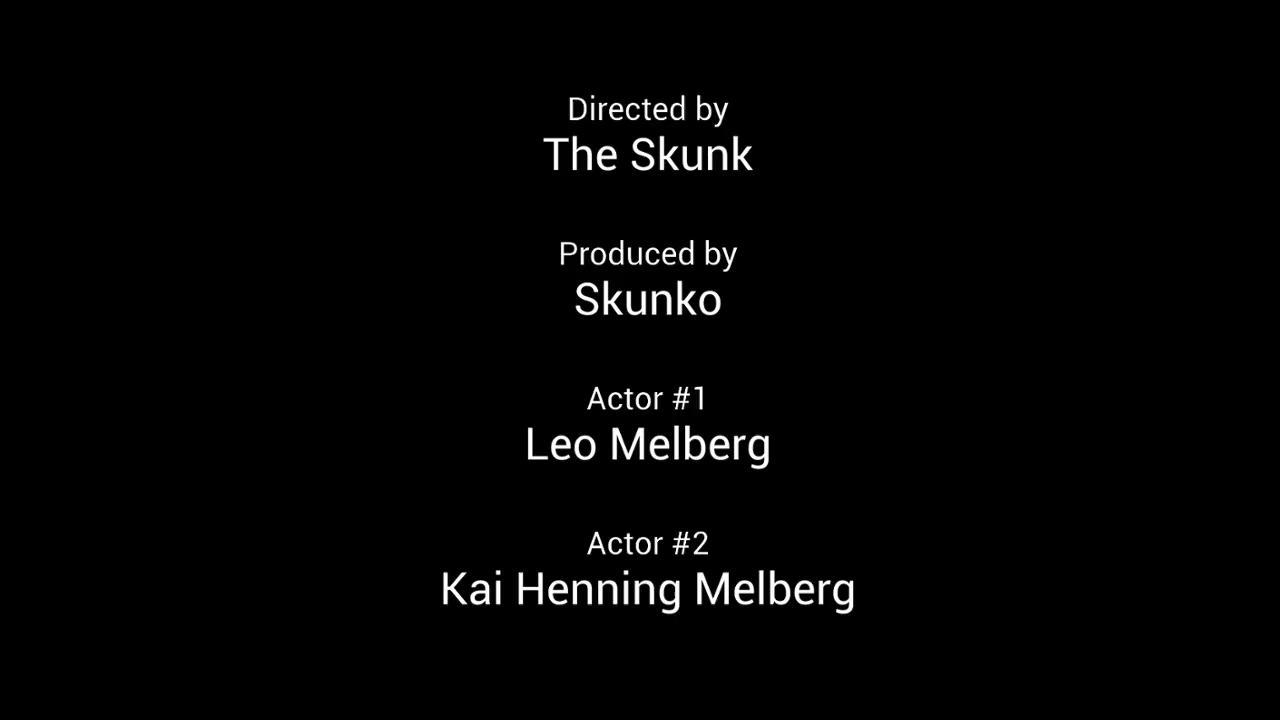 Directed by
The Skunk
Produced by
Skunko
Actor #1
Leo Melberg
Actor #2
Kai Henning Melberg